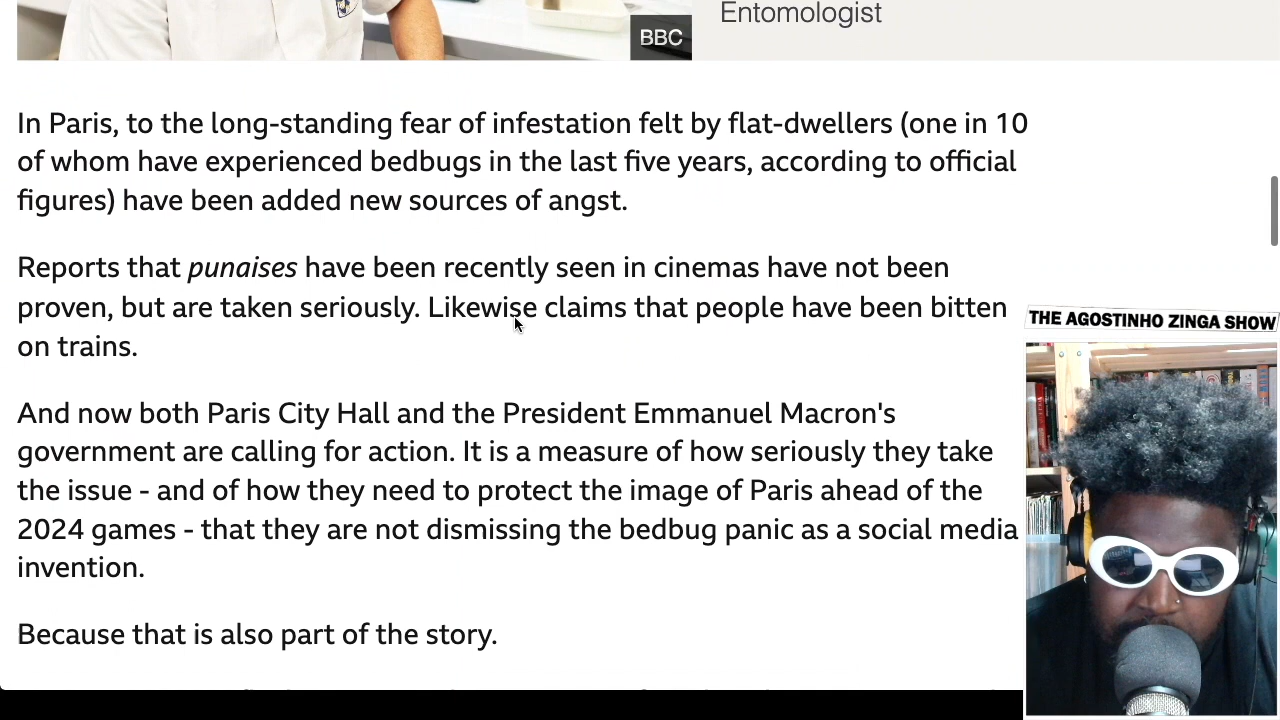 Entomologist
BBC
In Paris, to the long-standing fear of infestation felt by flat-dwellers (one in 10
of whom have experienced bedbugs in the last five years, according to official
figures) have been added new sources of angst.
Reports that punaises have been recently seen in cinemas have not been
proven, but are taken seriously. Likewise claims that people have been bitten
on trains.
And now both Paris City Hall and the President Emmanuel Macron's
government are calling for action. It is a measure of how seriously they take
the issue - and of how they need to protect the image of Paris ahead of the
2024 games - that they are not dismissing the bedbug panic as a social media
invention.
Because that is also part of the story.
THE AGOSTINHO ZINGA SHOW